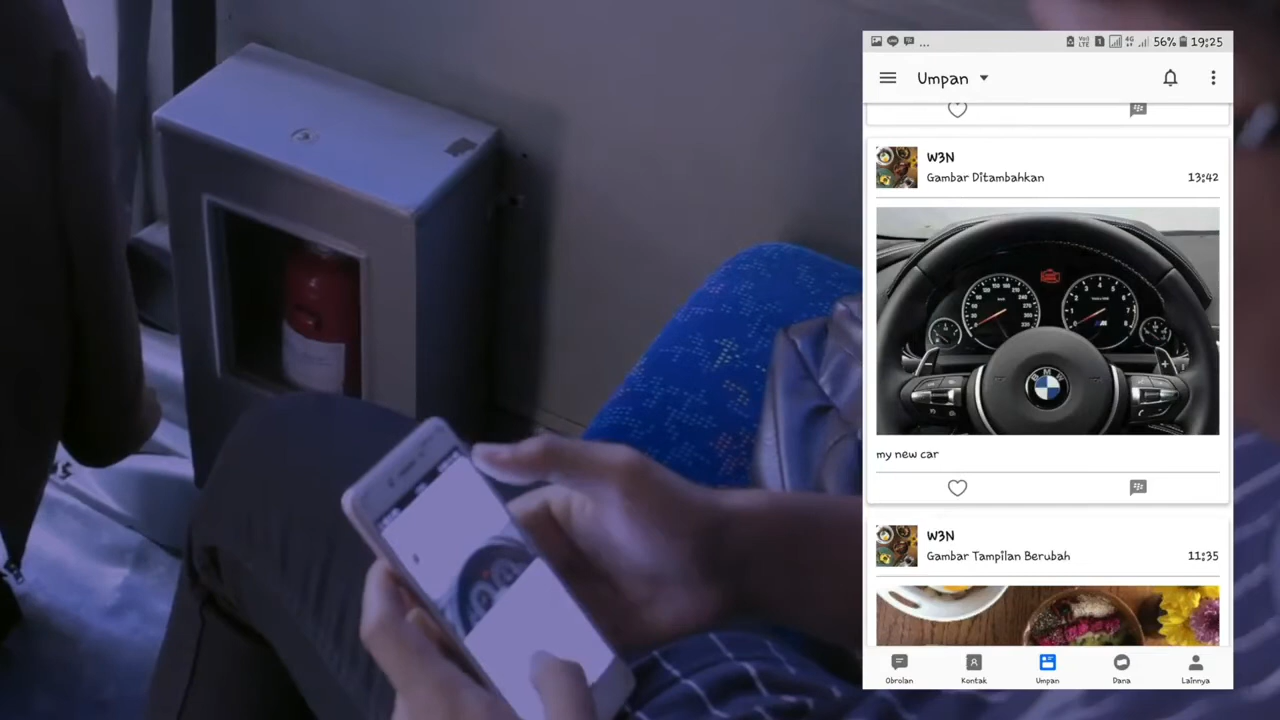 ... 56% 19:25
Umpan
W3N
Gambar Ditambahkan 13:42
BMW
my new car
W3N
Gambar Tampilan Berubah 11:35
Obrolan Kontak Umpan Dana Lainnya